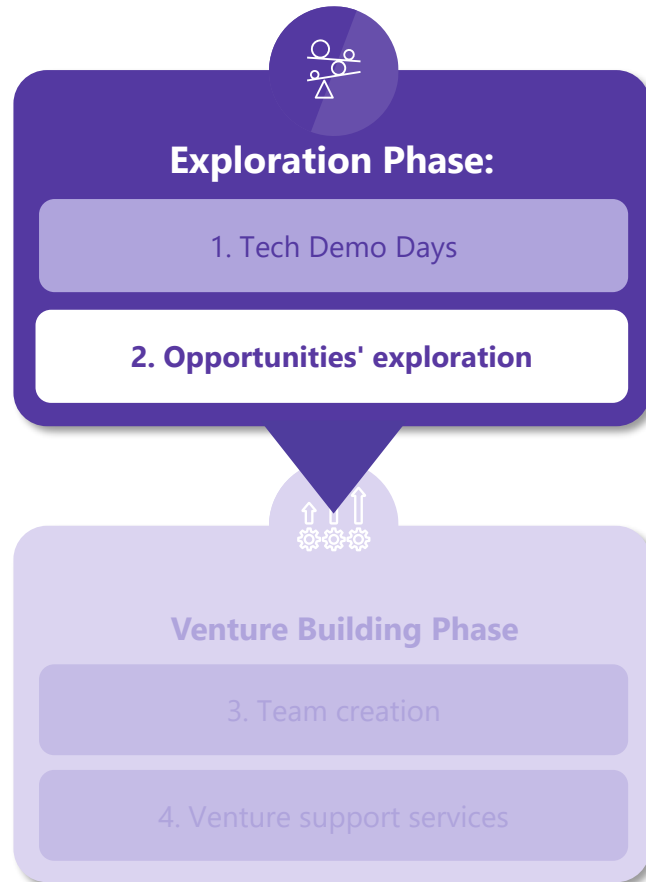 Exploration Phase:
1. Tech Demo Days
2. Opportunities' exploration
Venture Building Phase
3. Team creation
4. Venture support services